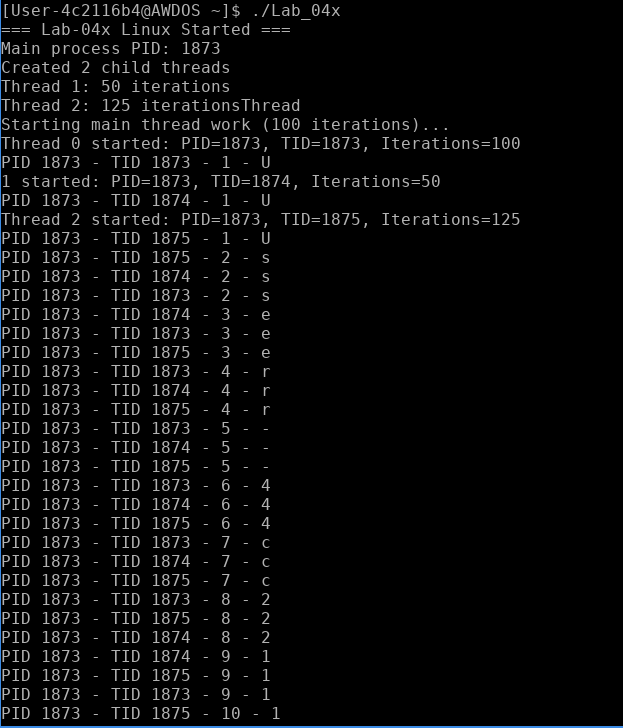 [User-4c2116b4@AWDOS ~]$ ./Lab_04x
=== Lab-04x Linux Started ===
Main process PID: 1873
Created 2 child threads
Thread 1: 50 iterations
Thread 2: 125 iterationsThread
Starting main thread work (100 iterations)...
Thread 0 started: PID=1873, TID=1873, Iterations=100
PID 1873 - TID 1873 - 1 - U
1 started: PID=1873, TID=1874, Iterations=50
PID 1873 - TID 1874 - 1 - U
Thread 2 started: PID=1873, TID=1875, Iterations=125
PID 1873 - TID 1875 - 1 - U
PID 1873 - TID 1875 - 2 - s
PID 1873 - TID 1874 - 2 - s
PID 1873 - TID 1873 - 2 - s
PID 1873 - TID 1874 - 3 - e
PID 1873 - TID 1873 - 3 - e
PID 1873 - TID 1875 - 3 - e
PID 1873 - TID 1873 - 4 - r
PID 1873 - TID 1874 - 4 - r
PID 1873 - TID 1875 - 4 - r
PID 1873 - TID 1873 - 5 - -
PID 1873 - TID 1874 - 5 - -
PID 1873 - TID 1875 - 5 - -
PID 1873 - TID 1873 - 6 - 4
PID 1873 - TID 1874 - 6 - 4
PID 1873 - TID 1875 - 6 - 4
PID 1873 - TID 1873 - 7 - c
PID 1873 - TID 1874 - 7 - c
PID 1873 - TID 1875 - 7 - c
PID 1873 - TID 1873 - 8 - 2
PID 1873 - TID 1875 - 8 - 2
PID 1873 - TID 1874 - 8 - 2
PID 1873 - TID 1874 - 9 - 1
PID 1873 - TID 1875 - 9 - 1
PID 1873 - TID 1873 - 9 - 1
PID 1873 - TID 1875 - 10 - 1